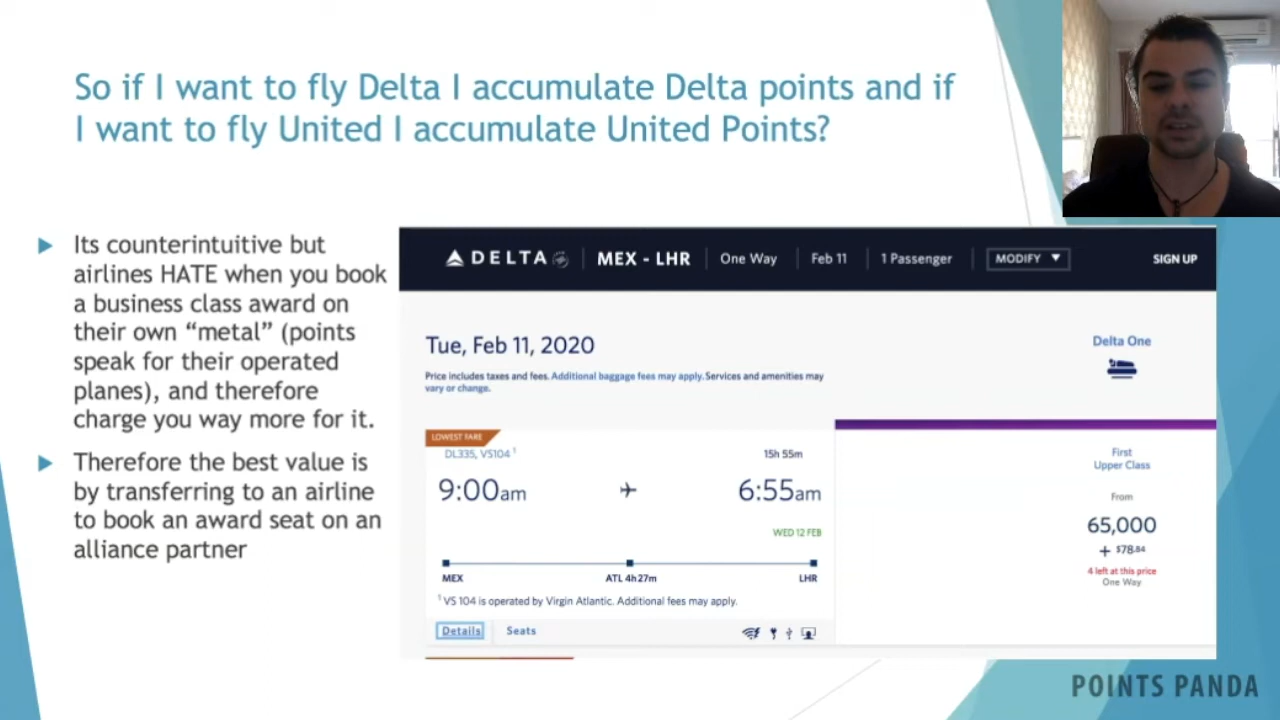 So if I want to fly Delta I accumulate Delta points and if
I want to fly United I accumulate United Points?
Its counterintuitive but
airlines HATE when you book
a business class award on
their own “metal” (points
speak for their operated
planes), and therefore
charge you way more for it.
Therefore the best value is
by transferring to an airline
to book an award seat on an
alliance partner
DELTA MEX - LHR One Way Feb 11 1 Passenger MODIFY ▼ SIGN UP
Tue, Feb 11, 2020
Price includes taxes and fees. Additional baggage fees may apply. Services and amenities may
vary or change.
Delta One
LOWEST FARE
DL335, VS104 ¹
15h 55m
9:00am
6:55am
WED 12 FEB
MEX ATL 4h 27m LHR
¹ VS 104 is operated by Virgin Atlantic. Additional fees may apply.
Details Seats
First
Upper Class
From
65,000
+ $78.84
4 left at this price
One Way
POINTS PANDA